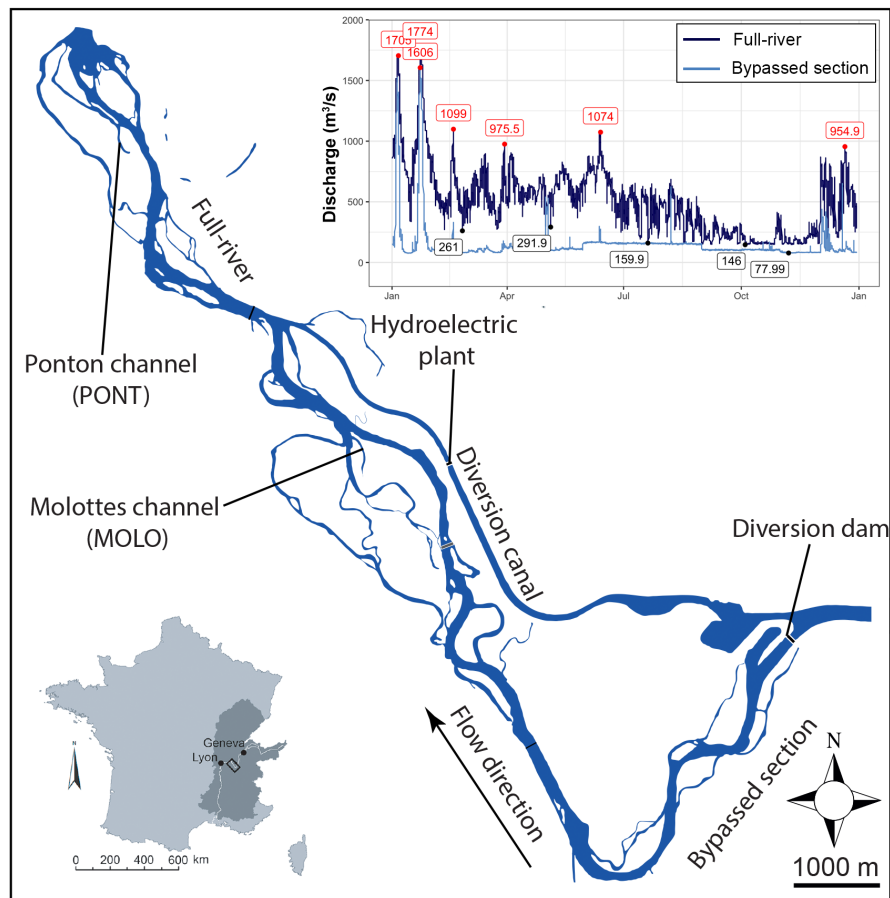 2000
1500
1000
500
0
Discharge (m³/s)
Jan
Apr
Jul
Oct
Jan
Full-river
Bypassed section
1705
1774
1606
1099
975.5
1074
954.9
261
291.9
159.9
146
77.99
Full-river
Ponton channel
(PONT)
Hydroelectric
plant
Molottes channel
(MOLO)
Diversion canal
Diversion dam
Flow direction
Bypassed section
N
1000 m
Geneva
Lyon
N
0 200 400 600 km